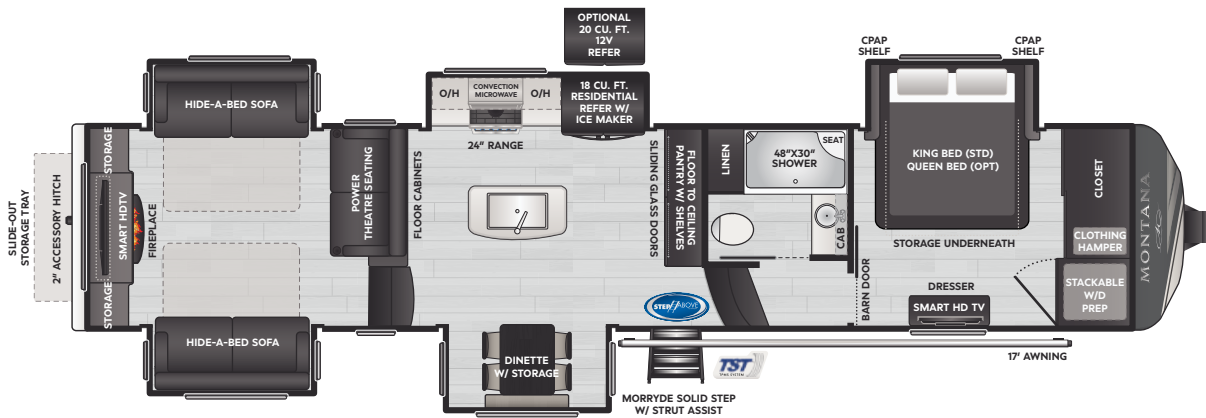 OPTIONAL
20 CU. FT.
12V
REFER
CPAP
SHELF
CPAP
SHELF
HIDE-A-BED SOFA
O/H
CONVECTION
MICROWAVE
O/H
18 CU. FT.
RESIDENTIAL
REFER W/
ICE MAKER
24" RANGE
SLIDE-OUT
STORAGE TRAY
2" ACCESSORY HITCH
STORAGE
SMART HDTV
STORAGE
FIREPLACE
POWER
THEATRE SEATING
FLOOR CABINETS
SLIDING GLASS DOORS
FLOOR TO CEILING
PANTRY W/ SHELVES
LINEN
48"X30"
SHOWER
SEAT
CAB
KING BED (STD)
QUEEN BED (OPT)
STORAGE UNDERNEATH
CLOSET
CLOTHING
HAMPER
STACKABLE
W/D
PREP
MONTANA
BARN DOOR
DRESSER
SMART HD TV
STEP ABOVE
HIDE-A-BED SOFA
DINETTE
W/ STORAGE
TST
TPMS SYSTEM
17' AWNING
MORRYDE SOLID STEP
W/ STRUT ASSIST